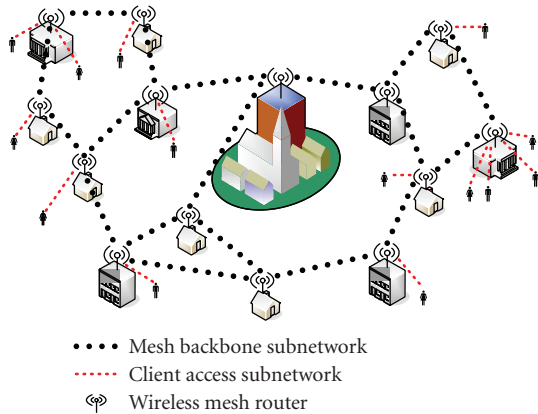 Mesh backbone subnetwork
Client access subnetwork
Wireless mesh router